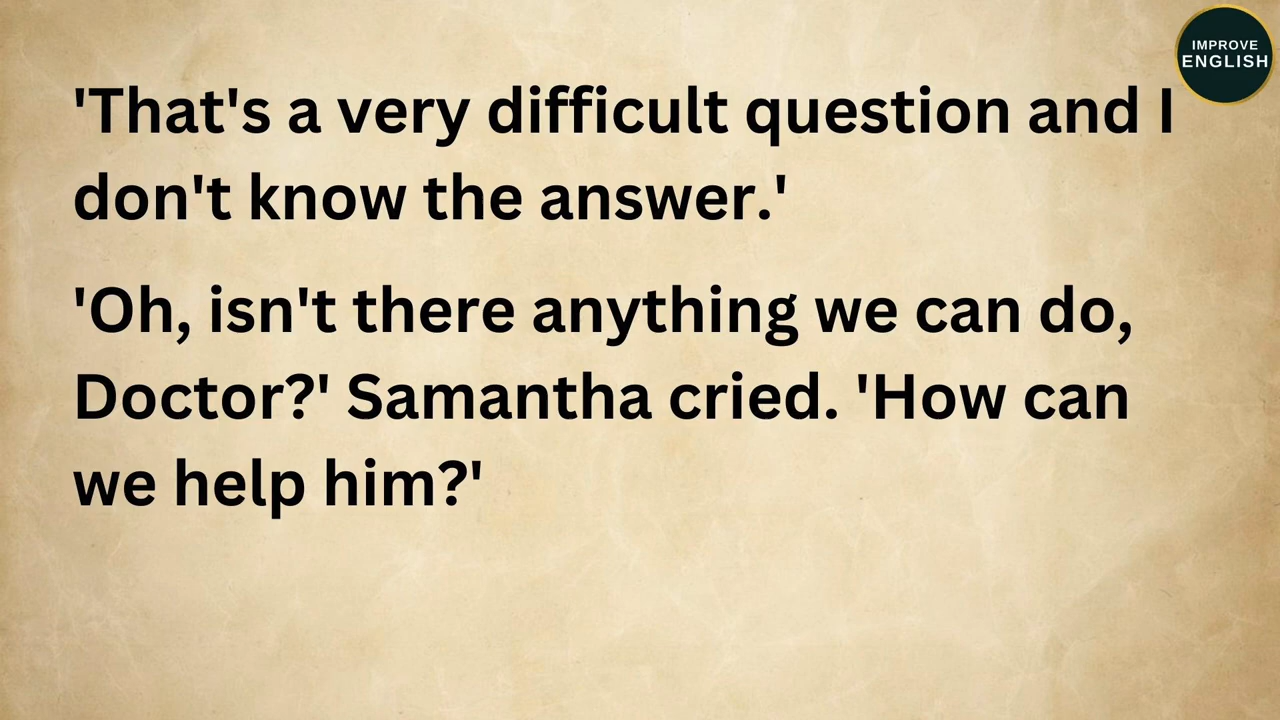 IMPROVE
ENGLISH
'That's a very difficult question and I
don't know the answer.'
'Oh, isn't there anything we can do,
Doctor?' Samantha cried. 'How can
we help him?'